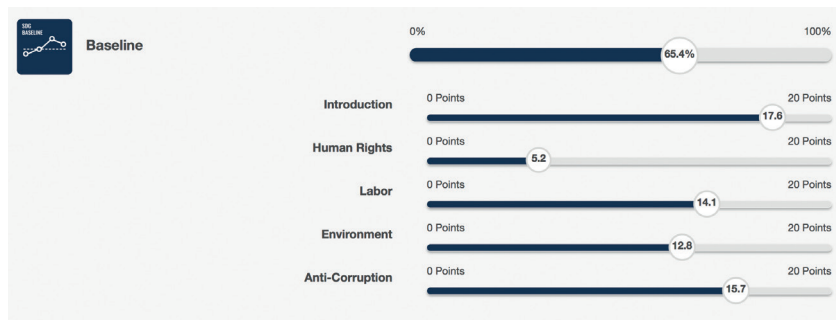 SDG
BASELINE
Baseline
0% 100%
65.4%
Introduction
0 Points 20 Points
17.6
Human Rights
0 Points 20 Points
5.2
Labor
0 Points 20 Points
14.1
Environment
0 Points 20 Points
12.8
Anti-Corruption
0 Points 20 Points
15.7